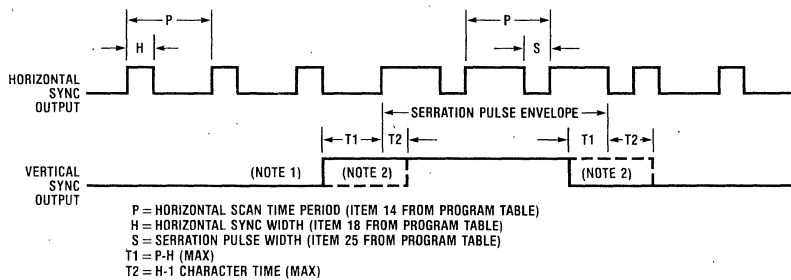 P
P
H
S
HORIZONTAL
SYNC
OUTPUT
SERRATION PULSE ENVELOPE
T1
T2
T1
T2
VERTICAL
SYNC
OUTPUT
(NOTE 1)
(NOTE 2)
(NOTE 2)
P = HORIZONTAL SCAN TIME PERIOD (ITEM 14 FROM PROGRAM TABLE)
H = HORIZONTAL SYNC WIDTH (ITEM 18 FROM PROGRAM TABLE)
S = SERRATION PULSE WIDTH (ITEM 25 FROM PROGRAM TABLE)
T1 = P-H (MAX)
T2 = H-1 CHARACTER TIME (MAX)